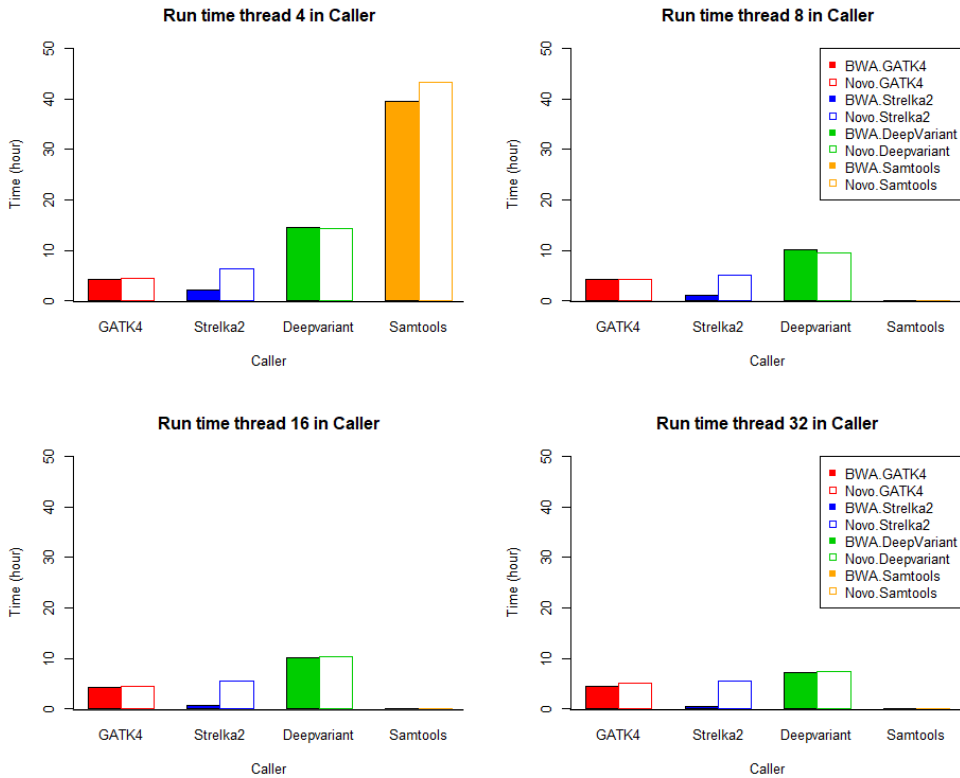 Run time thread 4 in Caller
Time (hour)
50
40
30
20
10
0
GATK4 Strelka2 Deepvariant Samtools
Caller
Run time thread 8 in Caller
Time (hour)
50
40
30
20
10
0
BWA.GATK4
Novo.GATK4
BWA.Strelka2
Novo.Strelka2
BWA.DeepVariant
Novo.Deepvariant
BWA.Samtools
Novo.Samtools
GATK4 Strelka2 Deepvariant Samtools
Caller
Run time thread 16 in Caller
Time (hour)
50
40
30
20
10
0
GATK4 Strelka2 Deepvariant Samtools
Caller
Run time thread 32 in Caller
Time (hour)
50
40
30
20
10
0
BWA.GATK4
Novo.GATK4
BWA.Strelka2
Novo.Strelka2
BWA.DeepVariant
Novo.Deepvariant
BWA.Samtools
Novo.Samtools
GATK4 Strelka2 Deepvariant Samtools
Caller